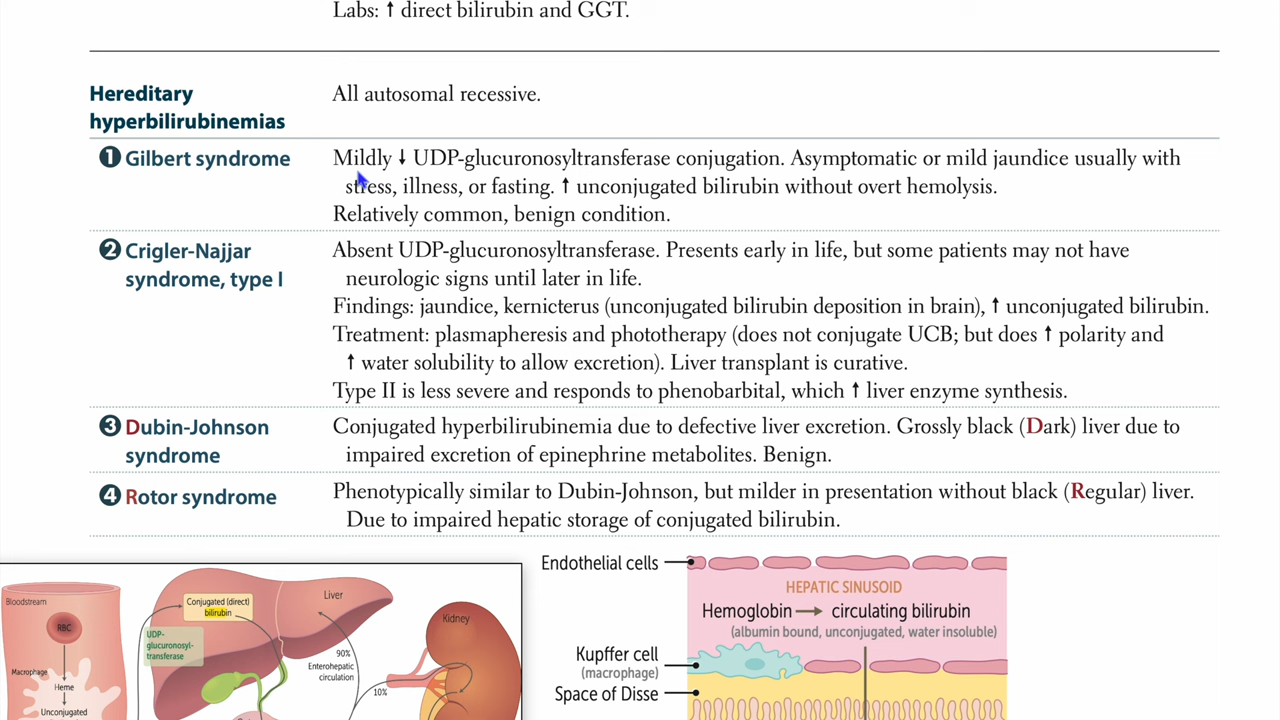 Labs: ↑ direct bilirubin and GGT.
Hereditary
hyperbilirubinemias
All autosomal recessive.
❶ Gilbert syndrome
Mildly ↓ UDP-glucuronosyltransferase conjugation. Asymptomatic or mild jaundice usually with
stress, illness, or fasting. ↑ unconjugated bilirubin without overt hemolysis.
Relatively common, benign condition.
❷ Crigler-Najjar
syndrome, type I
Absent UDP-glucuronosyltransferase. Presents early in life, but some patients may not have
neurologic signs until later in life.
Findings: jaundice, kernicterus (unconjugated bilirubin deposition in brain), ↑ unconjugated bilirubin.
Treatment: plasmapheresis and phototherapy (does not conjugate UCB; but does ↑ polarity and
↑ water solubility to allow excretion). Liver transplant is curative.
Type II is less severe and responds to phenobarbital, which ↑ liver enzyme synthesis.
❸ Dubin-Johnson
syndrome
Conjugated hyperbilirubinemia due to defective liver excretion. Grossly black (Dark) liver due to
impaired excretion of epinephrine metabolites. Benign.
❹ Rotor syndrome
Phenotypically similar to Dubin-Johnson, but milder in presentation without black (Regular) liver.
Due to impaired hepatic storage of conjugated bilirubin.
Bloodstream
RBC
Macrophage
Heme
Unconjugated
Conjugated (direct)
bilirubin
UDP-
glucuronosyl-
transferase
Liver
90%
Enterohepatic
circulation
10%
Kidney
Endothelial cells
HEPATIC SINUSOID
Hemoglobin → circulating bilirubin
(albumin bound, unconjugated, water insoluble)
Kupffer cell
(macrophage)
Space of Disse